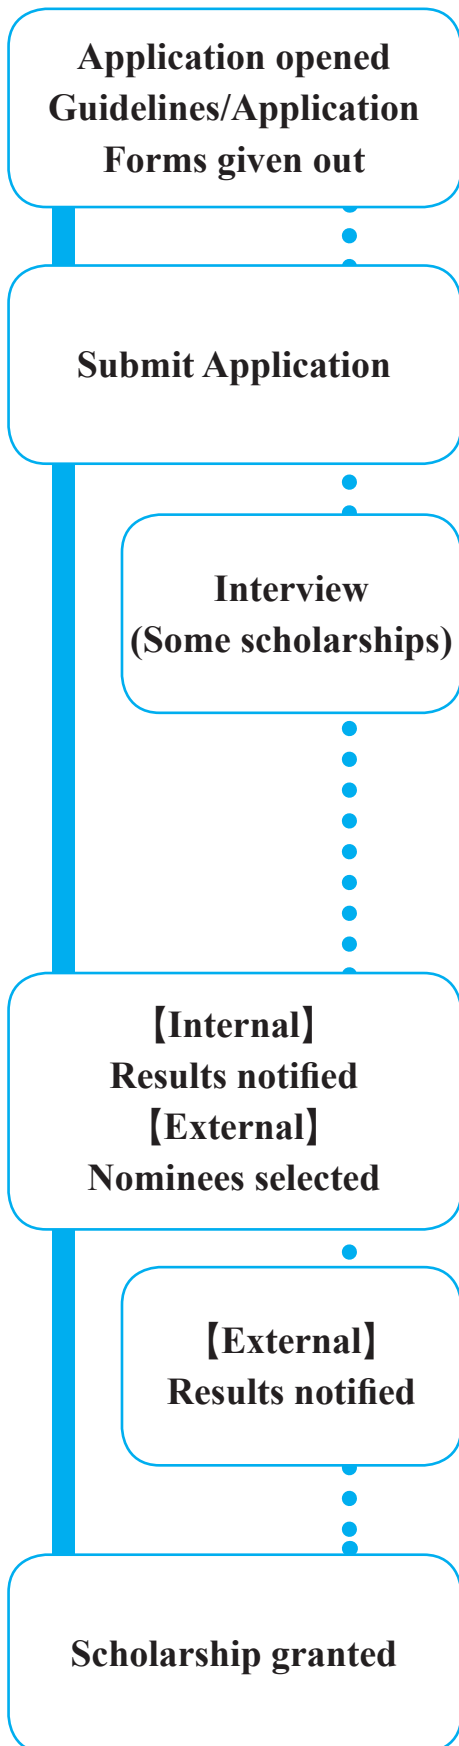 Application opened
Guidelines/Application
Forms given out
Submit Application
Interview
(Some scholarships)
【Internal】
Results notified
【External】
Nominees selected
【External】
Results notified
Scholarship granted